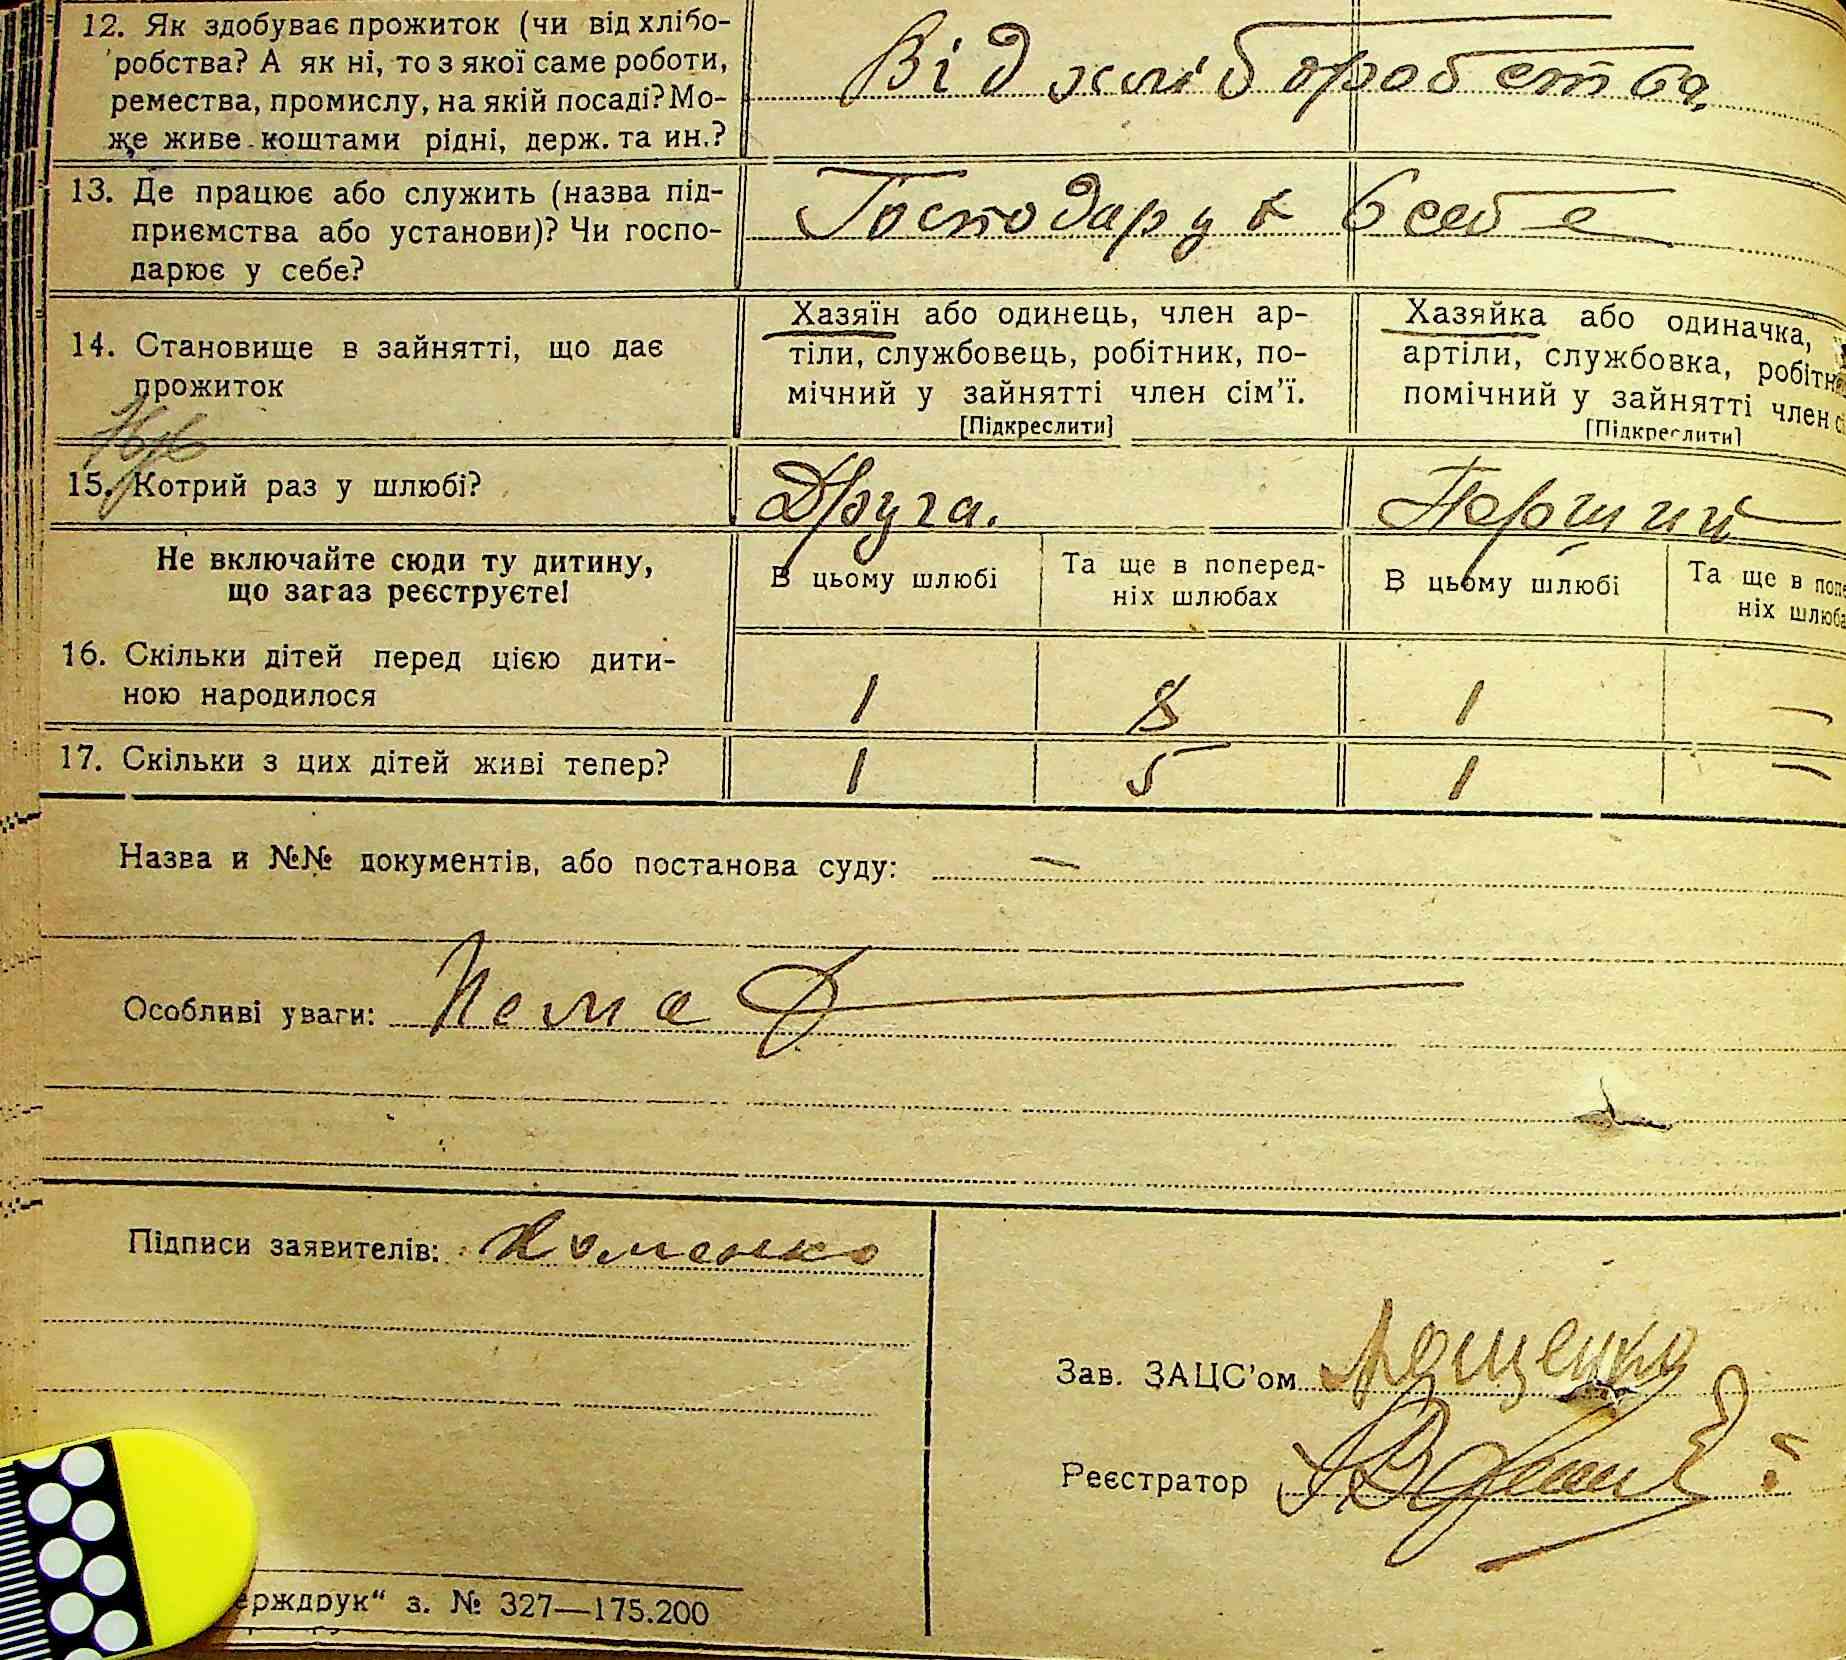 12. Як здобуває прожиток (чи від хлібо-
робства? А як ні, то з якої саме роботи,
ремества, промислу, на якій посаді? Мо-
же живе коштами рідні, держ. та ин.?
Від хліборобства,
13. Де працює або служить (назва під-
приємства або установи)? Чи госпо-
дарює у себе?
Господарує в себе
14. Становище в зайнятті, що дає
прожиток
Хазяїн або одинець, член ар-
тіли, службовець, робітник, по-
мічний у зайнятті член сім'ї.
[Підкреслити]
Хазяйка або одиначка,
артіли, службовка, робітн
помічний у зайнятті член сі
[Підкреслити]
15. Котрий раз у шлюбі?
Друга.
Перший
Не включайте сюди ту дитину,
що загаз реєструєте!
В цьому шлюбі
Та ще в поперед-
ніх шлюбах
В цьому шлюбі
Та ще в попе
ніх шлюба
16. Скільки дітей перед цією дити-
ною народилося
1 8 1 —
17. Скільки з цих дітей живі тепер?
1 5 1 —
Назва и №№ документів, або постанова суду: —
Особливі уваги: Нема
Підписи заявителів: Хоменко
Зав. ЗАЦС'ом
Реєстратор
ерждрук“ з. № 327—175.200